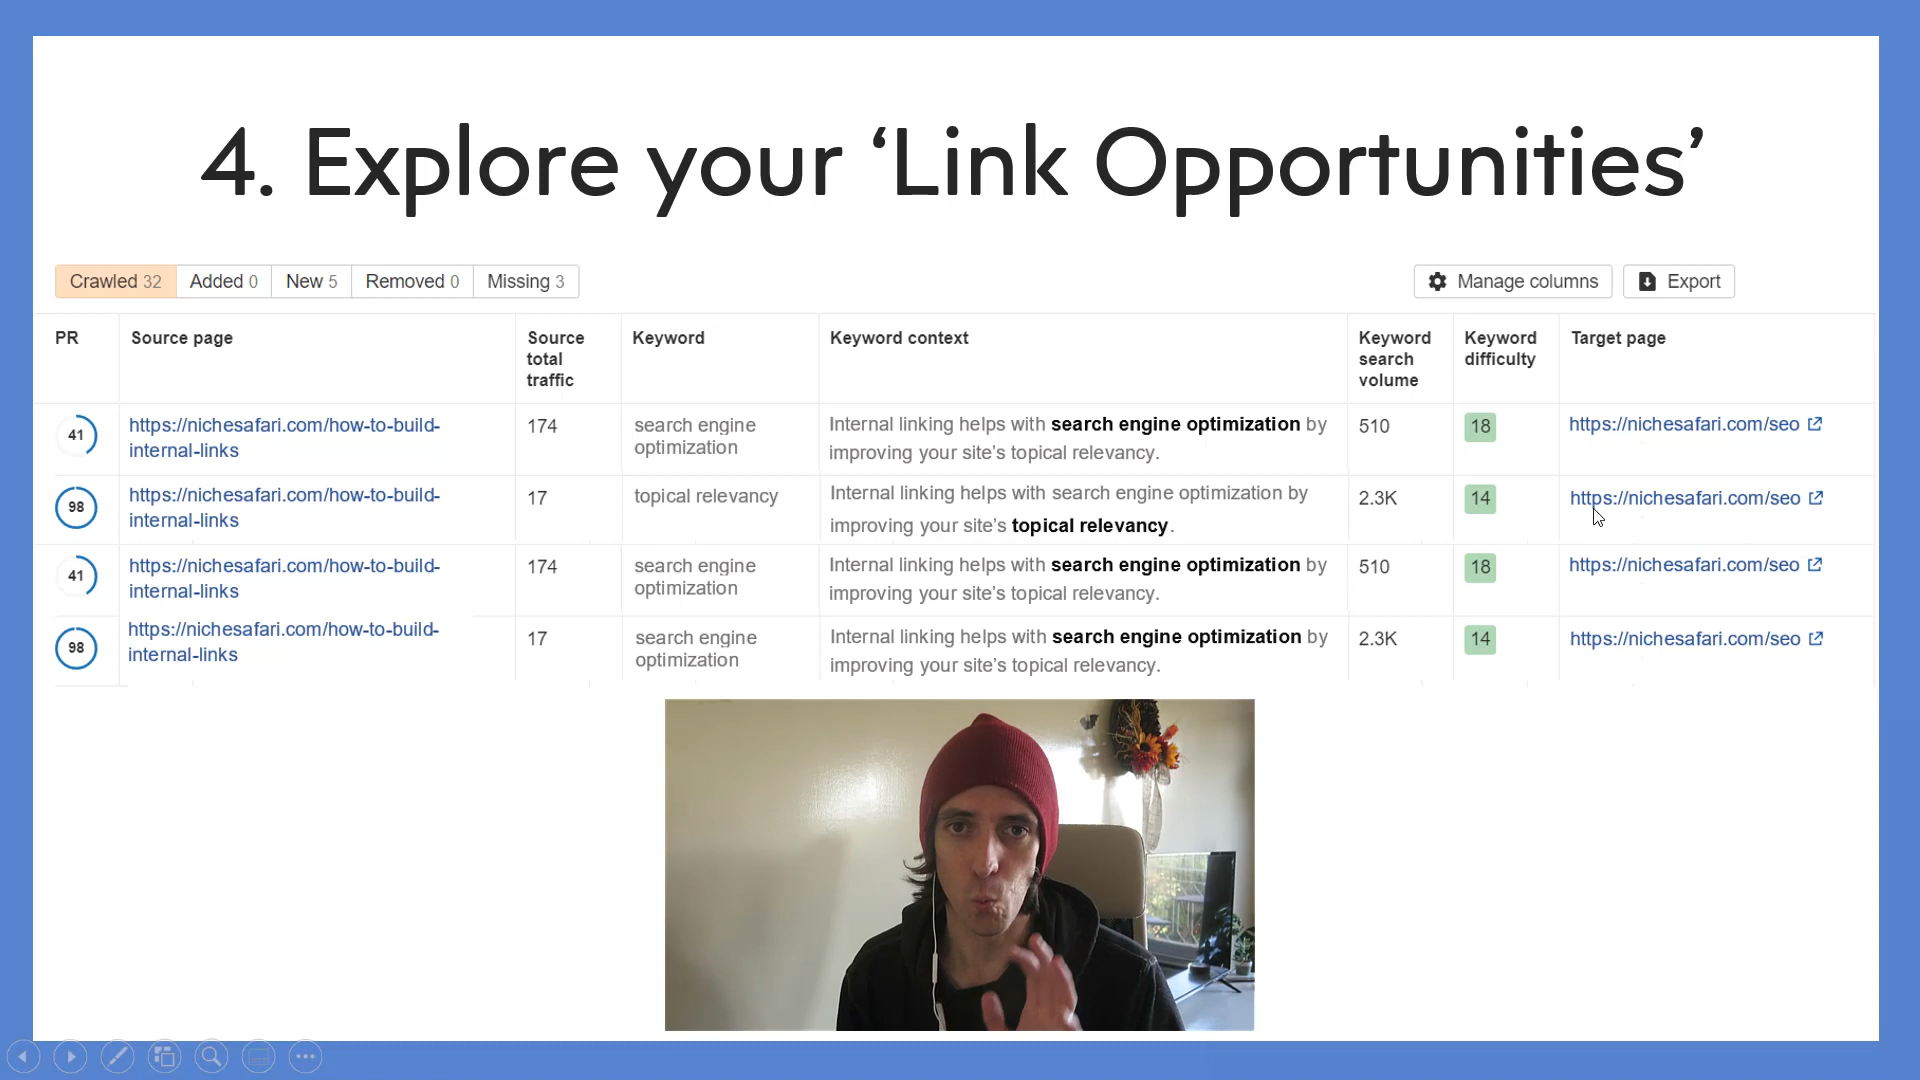 4. Explore your ‘Link Opportunities’
Crawled 32 Added 0 New 5 Removed 0 Missing 3 Manage columns Export
PR Source page Source total traffic Keyword Keyword context Keyword search volume Keyword difficulty Target page
41 https://nichesafari.com/how-to-build- 174 search engine Internal linking helps with search engine optimization by 510 18 https://nichesafari.com/seo
internal-links optimization improving your site's topical relevancy.
98 https://nichesafari.com/how-to-build- 17 topical relevancy Internal linking helps with search engine optimization by 2.3K 14 https://nichesafari.com/seo
internal-links improving your site's topical relevancy.
41 https://nichesafari.com/how-to-build- 174 search engine Internal linking helps with search engine optimization by 510 18 https://nichesafari.com/seo
internal-links optimization improving your site's topical relevancy.
98 https://nichesafari.com/how-to-build- 17 search engine Internal linking helps with search engine optimization by 2.3K 14 https://nichesafari.com/seo
internal-links optimization improving your site's topical relevancy.